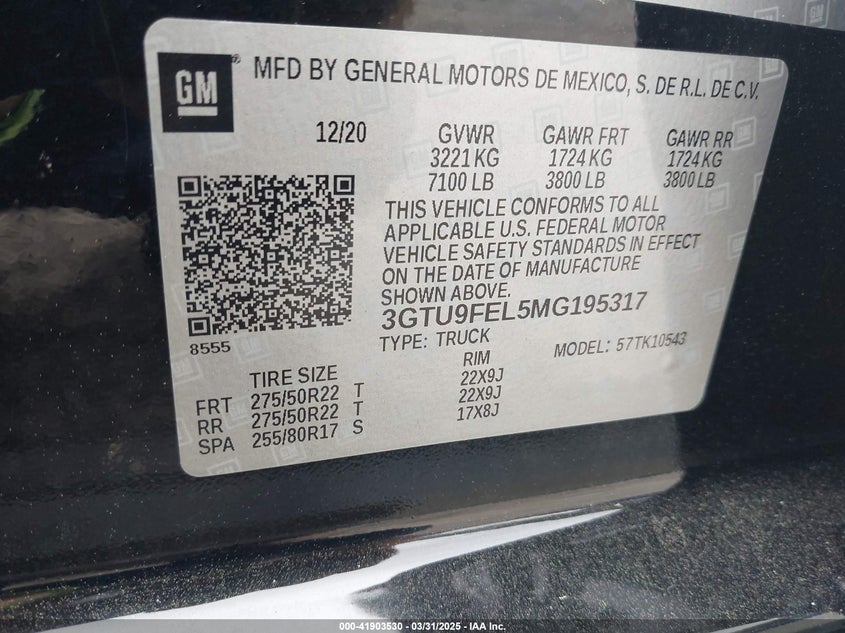 GM
MFD BY GENERAL MOTORS DE MEXICO, S. DE R.L. DE C.V.
12/20 GVWR GAWR FRT GAWR RR
3221 KG 1724 KG 1724 KG
7100 LB 3800 LB 3800 LB
THIS VEHICLE CONFORMS TO ALL
APPLICABLE U.S. FEDERAL MOTOR
VEHICLE SAFETY STANDARDS IN EFFECT
ON THE DATE OF MANUFACTURE
SHOWN ABOVE.
3GTU9FEL5MG195317
8555
TYPE: TRUCK MODEL: 57TK10543
TIRE SIZE RIM
FRT 275/50R22 T 22X9J
RR 275/50R22 T 22X9J
SPA 255/80R17 S 17X8J
000-41903530 - 03/31/2025 - IAA Inc.